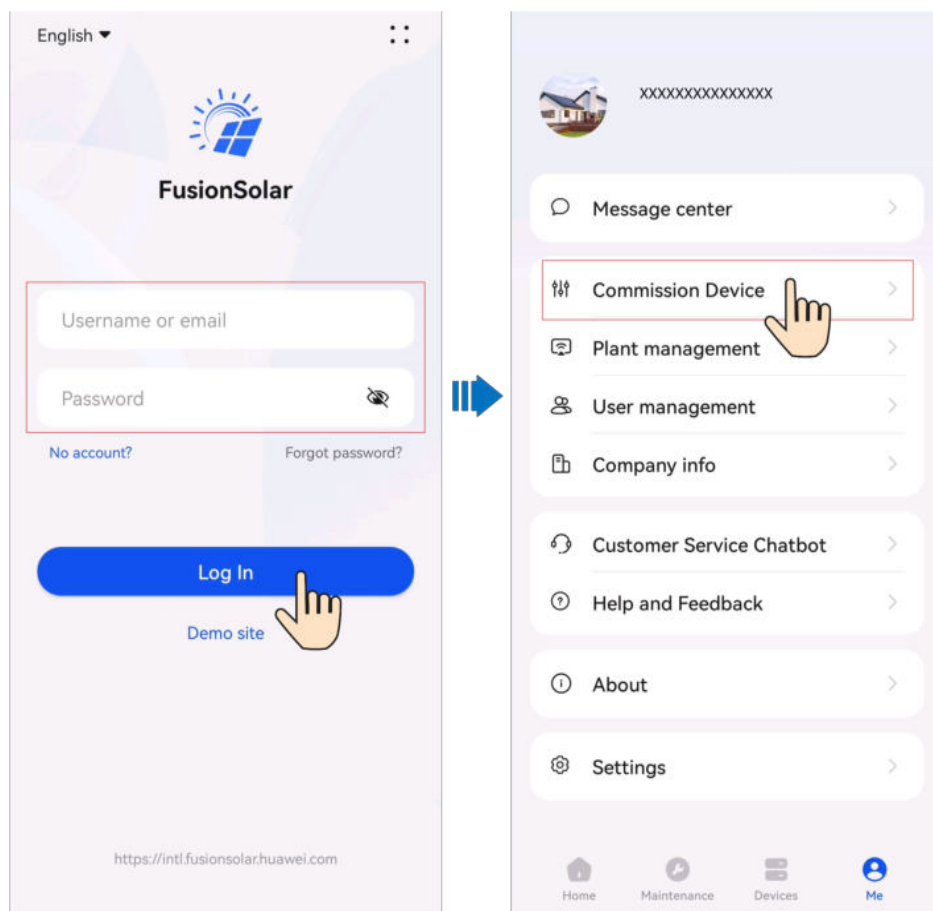 English
FusionSolar
Username or email
Password
No account? Forgot password?
Log In
Demo site
https://intl.fusionsolar.huawei.com
xxxxxxxxxxxxxxx
Message center
Commission Device
Plant management
User management
Company info
Customer Service Chatbot
Help and Feedback
About
Settings
Home Maintenance Devices Me